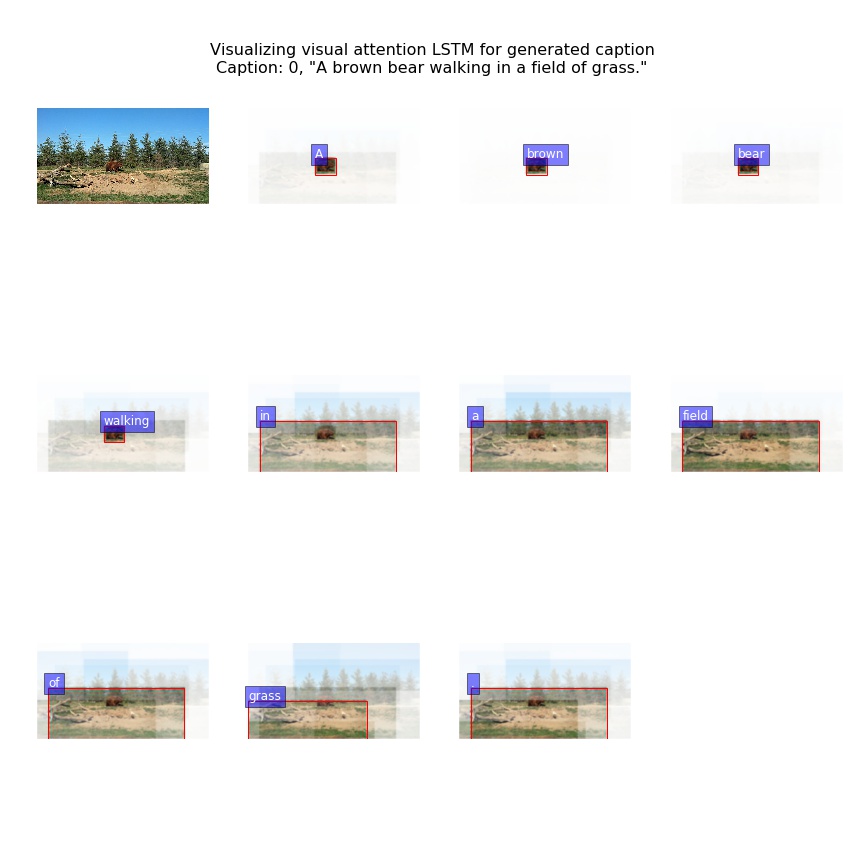 Visualizing visual attention LSTM for generated caption
Caption: 0, "A brown bear walking in a field of grass."
A
brown
bear
walking
in
a
field
of
grass
.